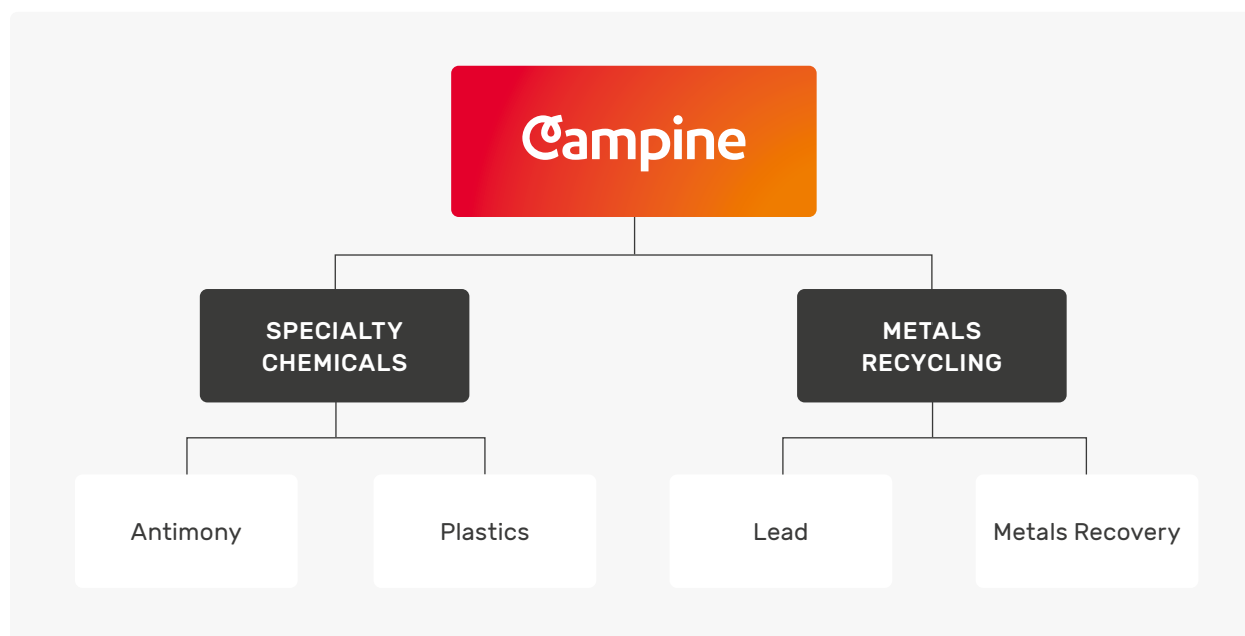 Campine
SPECIALTY
CHEMICALS
METALS
RECYCLING
Antimony
Plastics
Lead
Metals Recovery